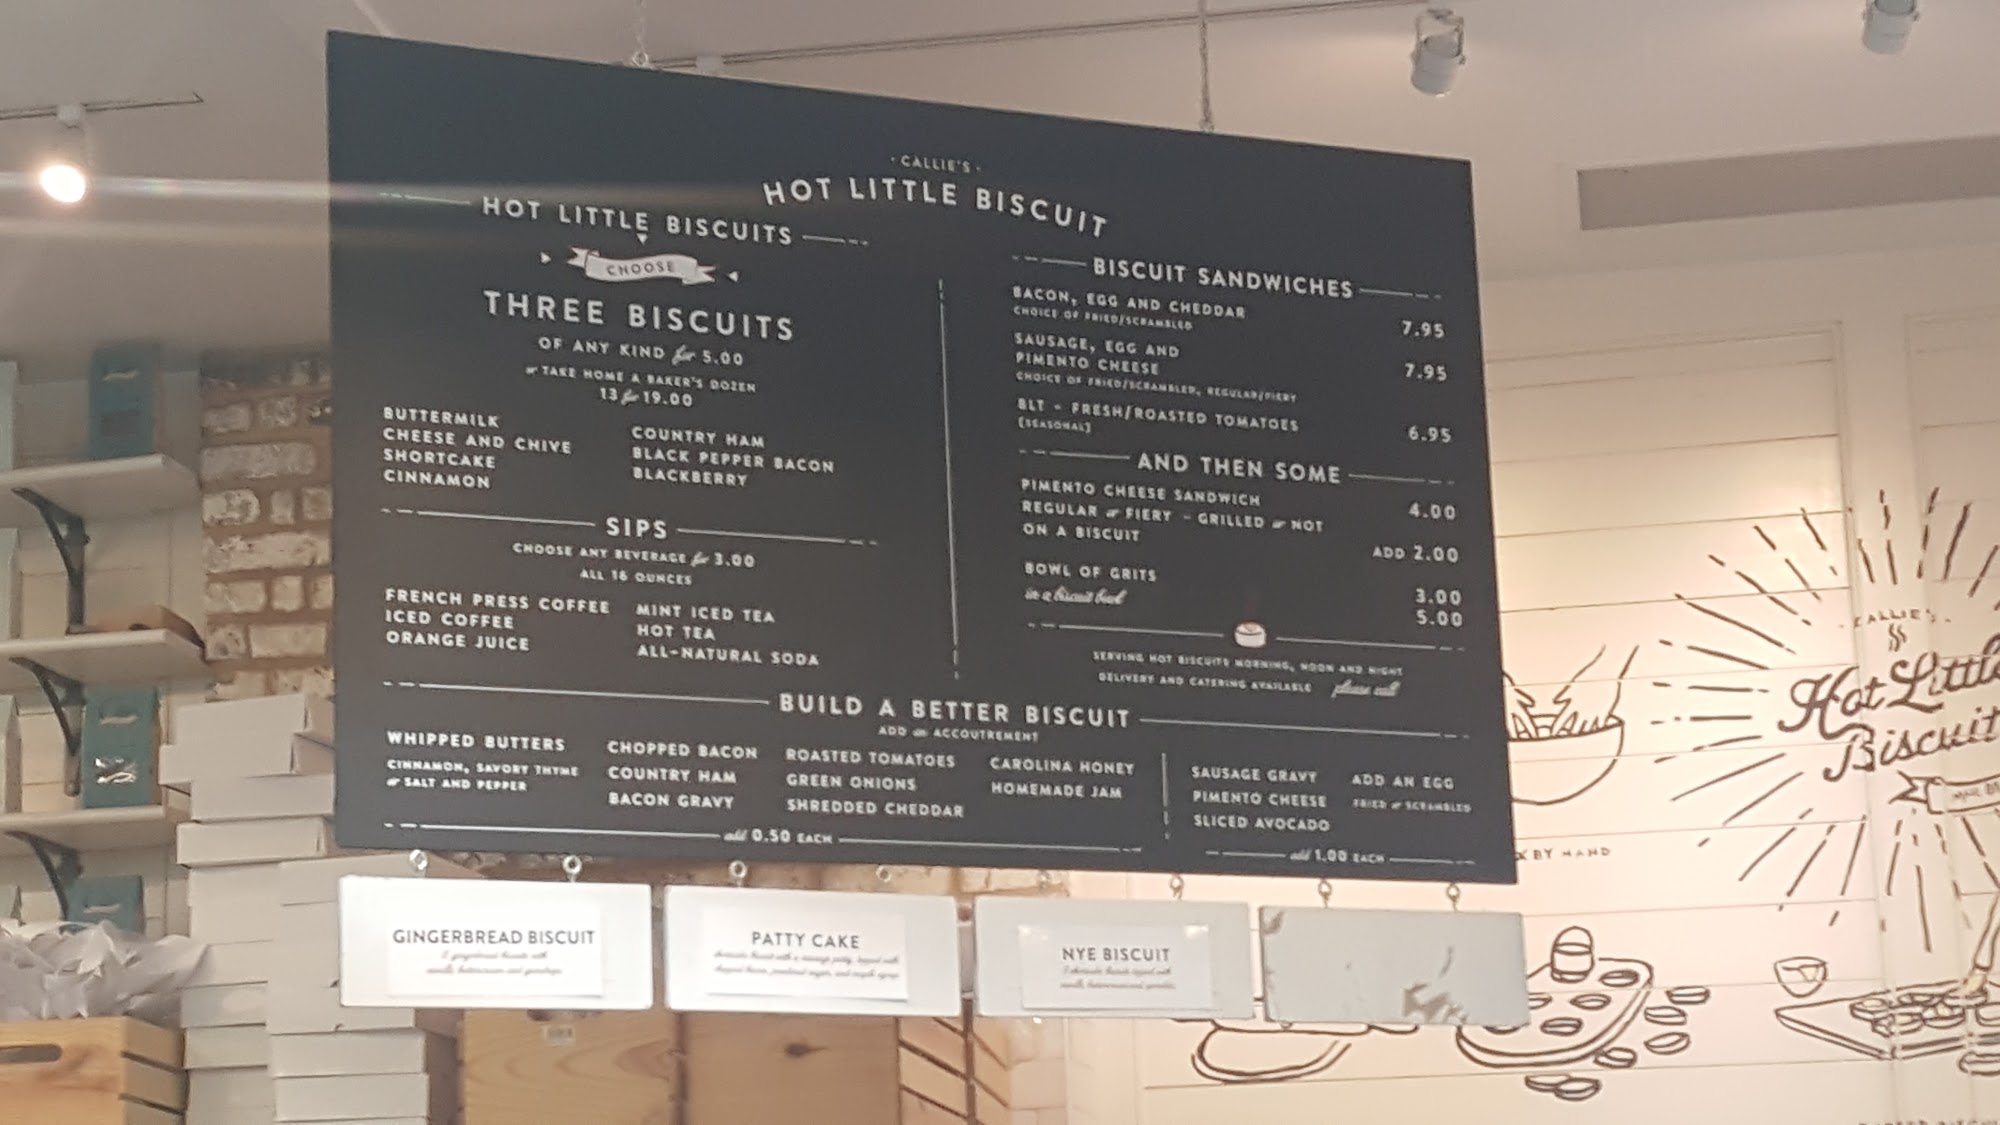 · CALLIE'S ·
HOT LITTLE BISCUIT
HOT LITTLE BISCUITS
CHOOSE
THREE BISCUITS
OF ANY KIND for 5.00
or TAKE HOME A BAKER'S DOZEN
13 for 19.00
BUTTERMILK
CHEESE AND CHIVE
SHORTCAKE
CINNAMON
COUNTRY HAM
BLACK PEPPER BACON
BLACKBERRY
SIPS
CHOOSE ANY BEVERAGE for 3.00
ALL 16 OUNCES
FRENCH PRESS COFFEE
ICED COFFEE
ORANGE JUICE
MINT ICED TEA
HOT TEA
ALL-NATURAL SODA
BISCUIT SANDWICHES
BACON, EGG AND CHEDDAR 7.95
CHOICE OF FRIED/SCRAMBLED
SAUSAGE, EGG AND
PIMENTO CHEESE 7.95
CHOICE OF FRIED/SCRAMBLED, REGULAR/FIERY
BLT - FRESH/ROASTED TOMATOES 6.95
(SEASONAL)
AND THEN SOME
PIMENTO CHEESE SANDWICH 4.00
REGULAR or FIERY - GRILLED or NOT
ON A BISCUIT ADD 2.00
BOWL OF GRITS 3.00
in a biscuit bowl 5.00
SERVING HOT BISCUITS MORNING, NOON AND NIGHT
DELIVERY AND CATERING AVAILABLE please call
BUILD A BETTER BISCUIT
ADD an ACCOUTREMENT
WHIPPED BUTTERS
CINNAMON, SAVORY THYME
or SALT AND PEPPER
CHOPPED BACON
COUNTRY HAM
BACON GRAVY
ROASTED TOMATOES
GREEN ONIONS
SHREDDED CHEDDAR
CAROLINA HONEY
HOMEMADE JAM
add 0.50 EACH
SAUSAGE GRAVY
PIMENTO CHEESE
SLICED AVOCADO
ADD AN EGG
FRIED or SCRAMBLED
add 1.00 EACH
GINGERBREAD BISCUIT
PATTY CAKE
NYE BISCUIT
CALLIE'S
Hot Little
Biscuit
BY HAND